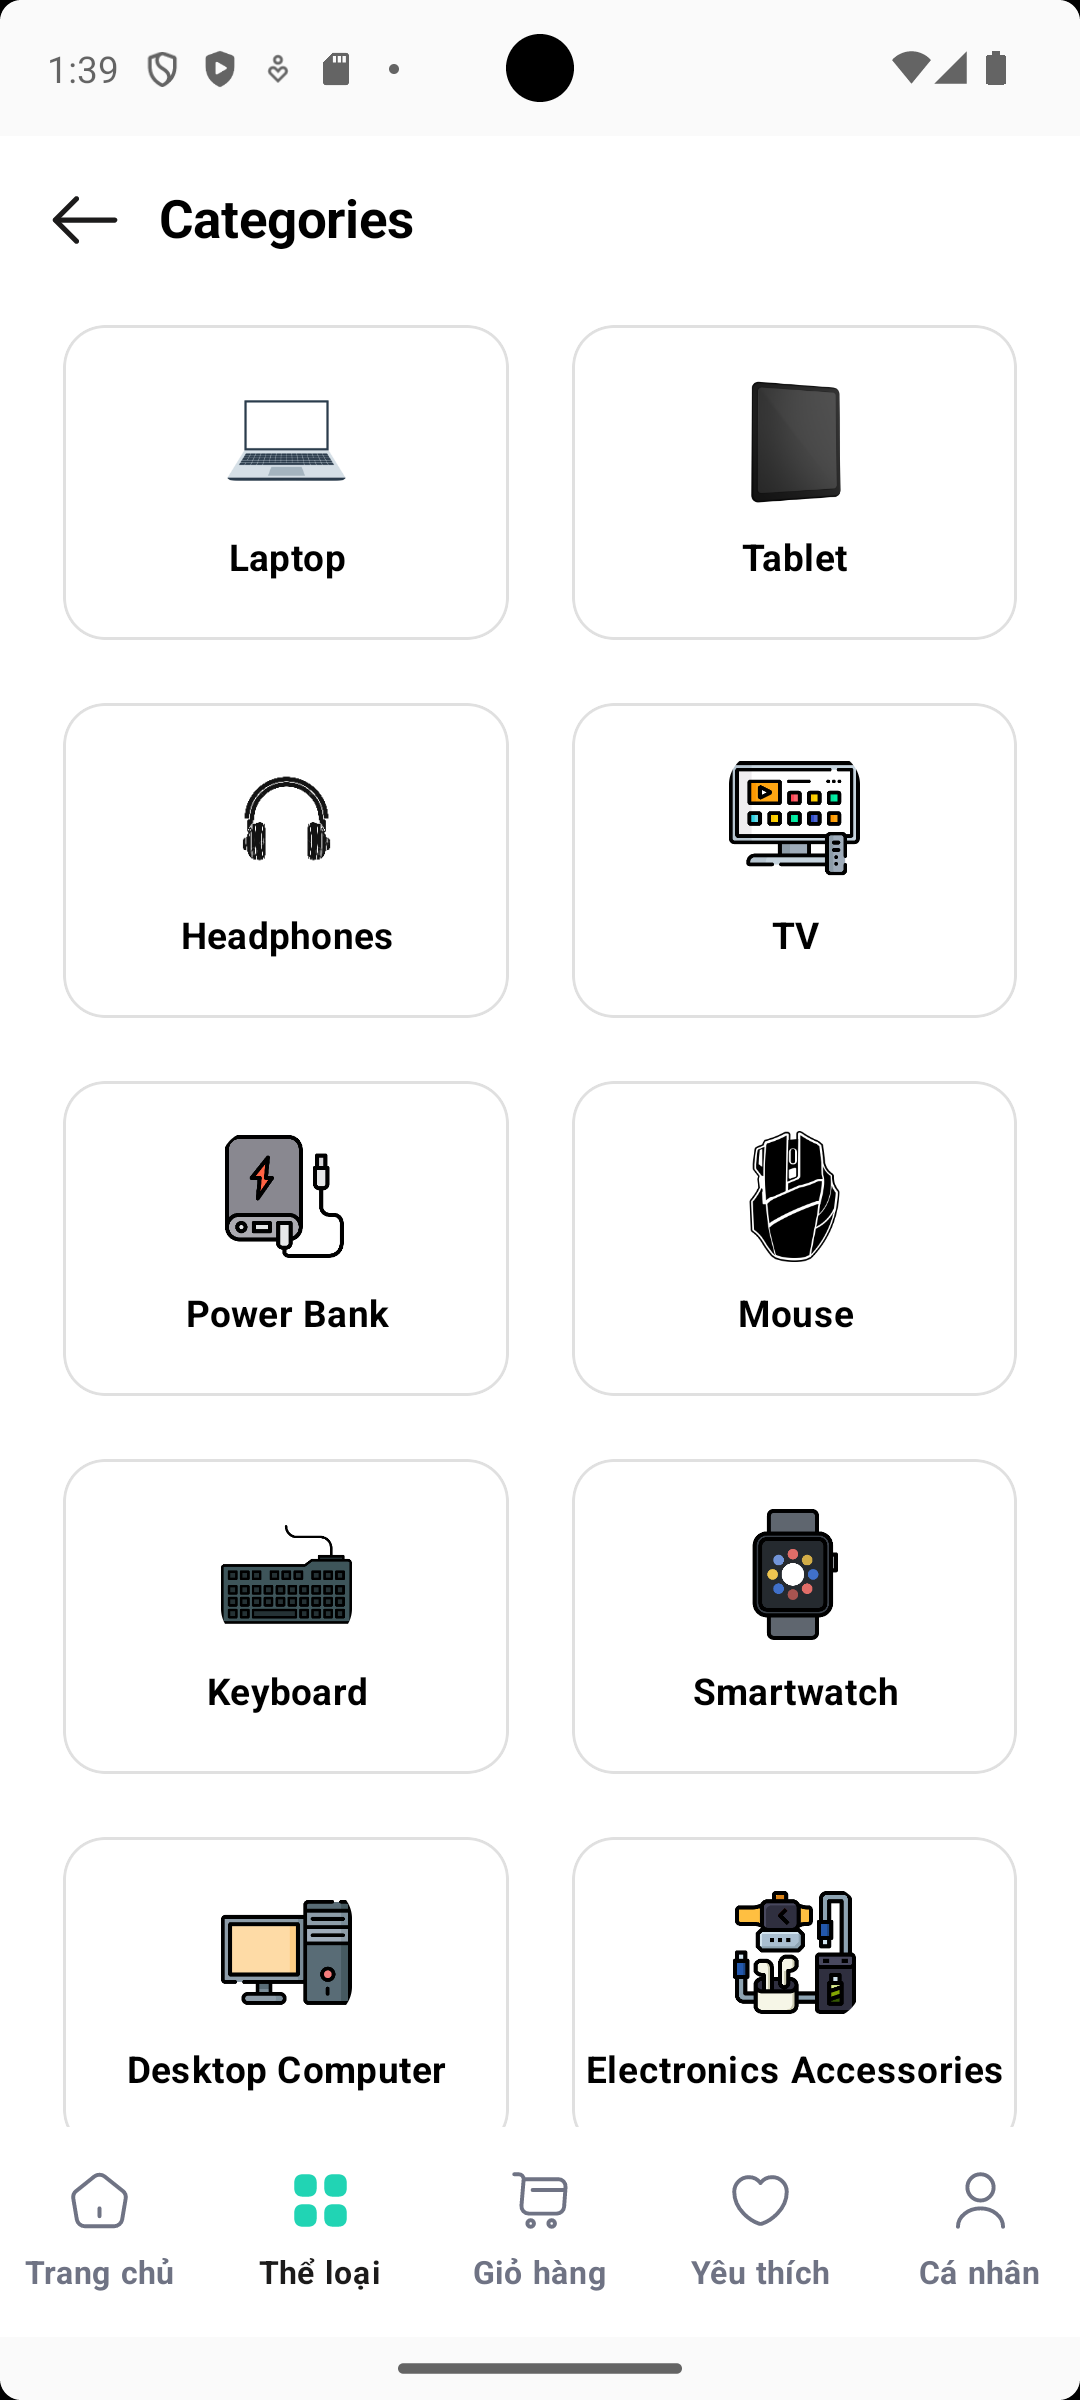 1:39
Categories
Laptop
Tablet
Headphones
TV
Power Bank
Mouse
Keyboard
Smartwatch
Desktop Computer
Electronics Accessories
Trang chủ
Thể loại
Giỏ hàng
Yêu thích
Cá nhân